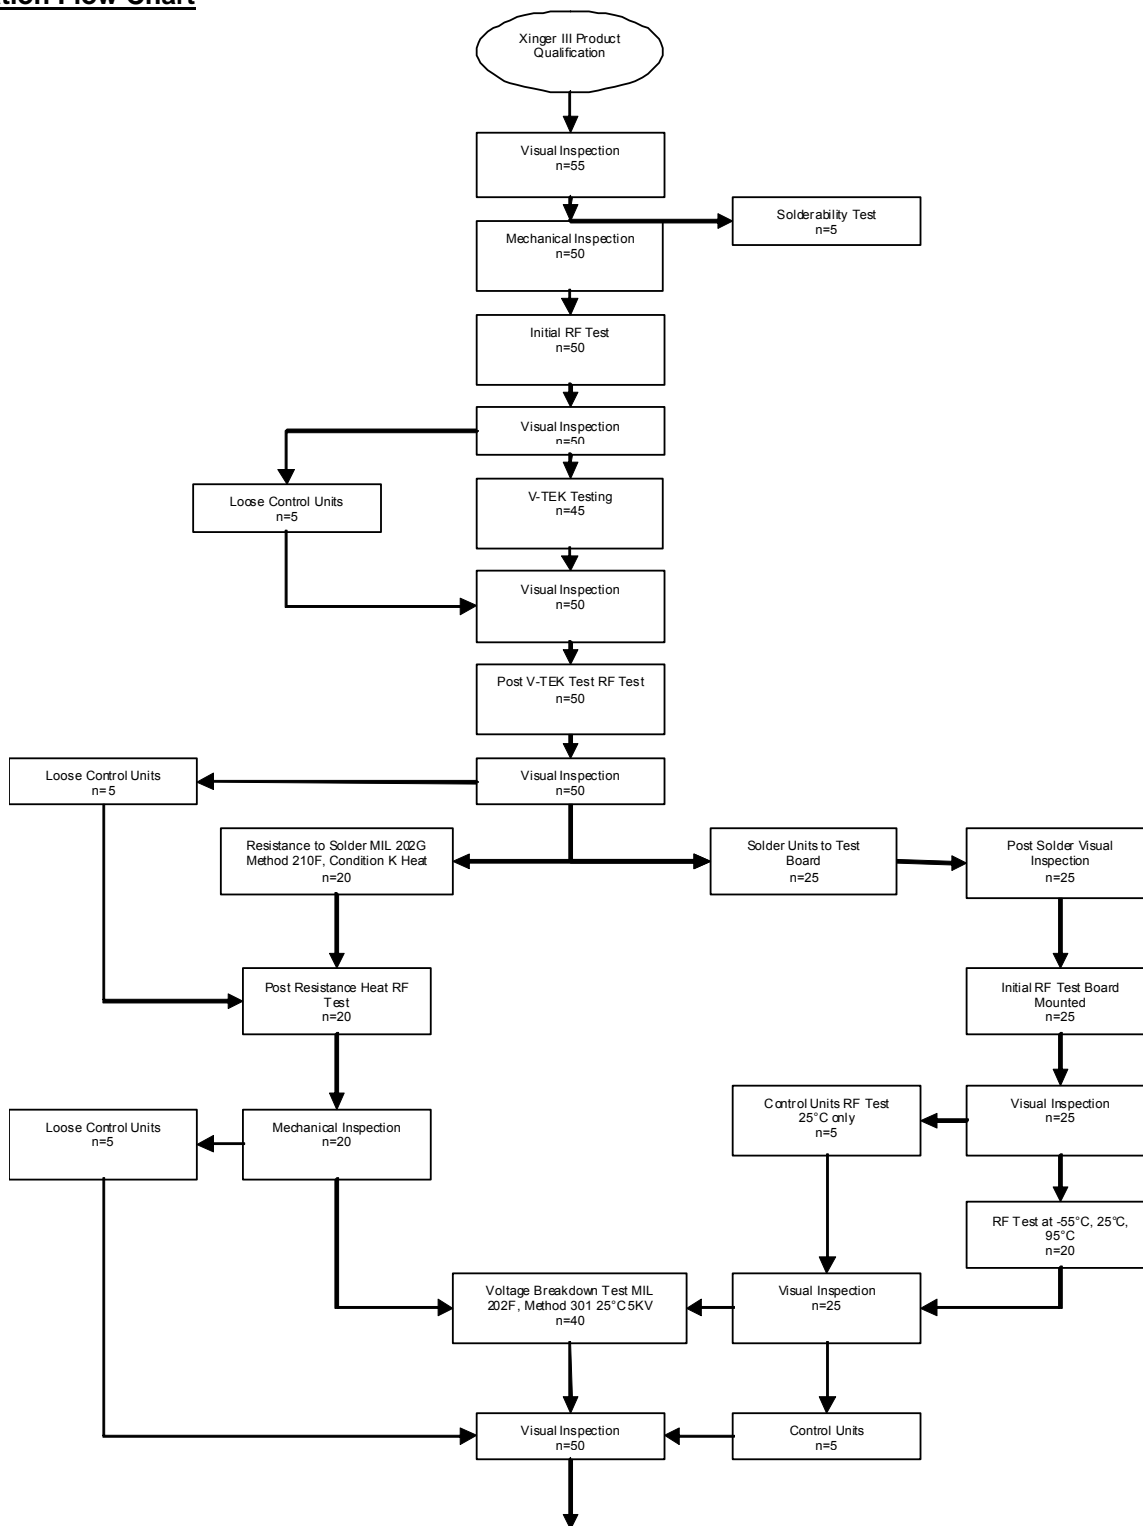 Xinger III Product
Qualification
Visual Inspection
n=55
Solderability Test
n=5
Mechanical Inspection
n=50
Initial RF Test
n=50
Visual Inspection
n=50
Loose Control Units
n=5
V-TEK Testing
n=45
Visual Inspection
n=50
Post V-TEK Test RF Test
n=50
Loose Control Units
n=5
Visual Inspection
n=50
Resistance to Solder MIL 202G
Method 210F, Condition K Heat
n=20
Solder Units to Test
Board
n=25
Post Solder Visual
Inspection
n=25
Post Resistance Heat RF
Test
n=20
Initial RF Test Board
Mounted
n=25
Loose Control Units
n=5
Mechanical Inspection
n=20
Control Units RF Test
25°C only
n=5
Visual Inspection
n=25
RF Test at -55°C, 25°C,
95°C
n=20
Voltage Breakdown Test MIL
202F, Method 301 25°C 5KV
n=40
Visual Inspection
n=25
Visual Inspection
n=50
Control Units
n=5